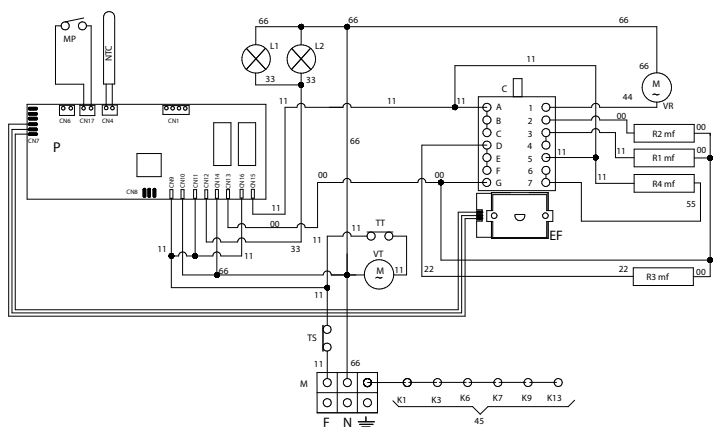 66
66
66
MP
NTC
L1
L2
33
33
11
66
M
VR
44
C
11
11
11
A
B
C
D
E
F
G
1
2
3
4
5
6
7
00
R2 mf
00
11
R1 mf
11
11
R4 mf
55
CN6
CN17
CN4
CN1
CN7
P
CN8
CN9
CN10
CN11
CN12
CN14
CN13
CN16
CN15
66
00
00
11
00
33
11
11
66
11
11
11
TT
VT
M
11
EF
22
22
R3 mf
00
TS
11
66
M
F
N
K1
K3
K6
K7
K9
K13
45